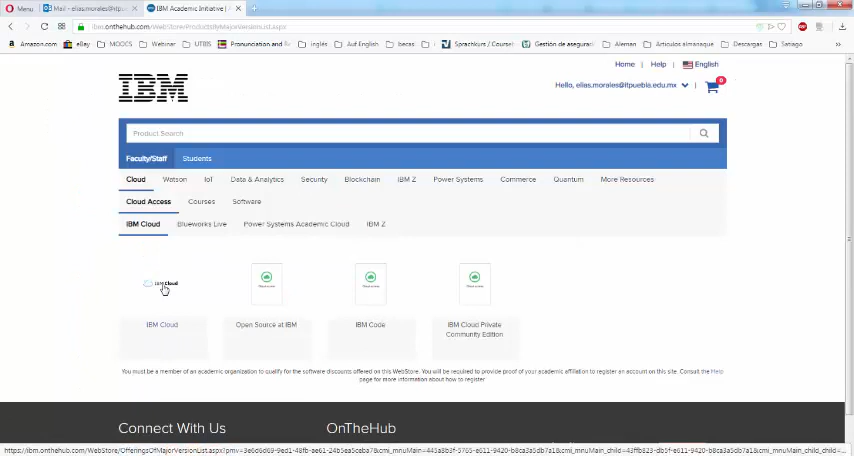 Menu
Mail - elias.morales@itpu
IBM Academic Initiative |
ibm.onthehub.com/WebStore/ProductsByMajorVersionList.aspx
Amazon.com eBay MOOCS Webinar UTBIS Pronunciation and inglés Auf English becas Sprachkurs / Course Gestión de asegurac Aleman Artículos almanaque Descargas
Home | Help | English
Hello, elias.morales@itpuebla.edu.mx | 0
IBM
Product Search
Faculty/Staff Students
Cloud Watson IoT Data & Analytics Security Blockchain IBM Z Power Systems Commerce Quantum More Resources
Cloud Access Courses Software
IBM Cloud Blueworks Live Power Systems Academic Cloud IBM Z
Cloud
IBM Cloud Open Source at IBM IBM Code IBM Cloud Private
Community Edition
You must be a member of an academic organization to qualify for the software discounts offered on this WebStore. You will be required to provide proof of your academic affiliation to register an account on this site. Consult the Help
page for more information about how to register
Connect With Us OnTheHub